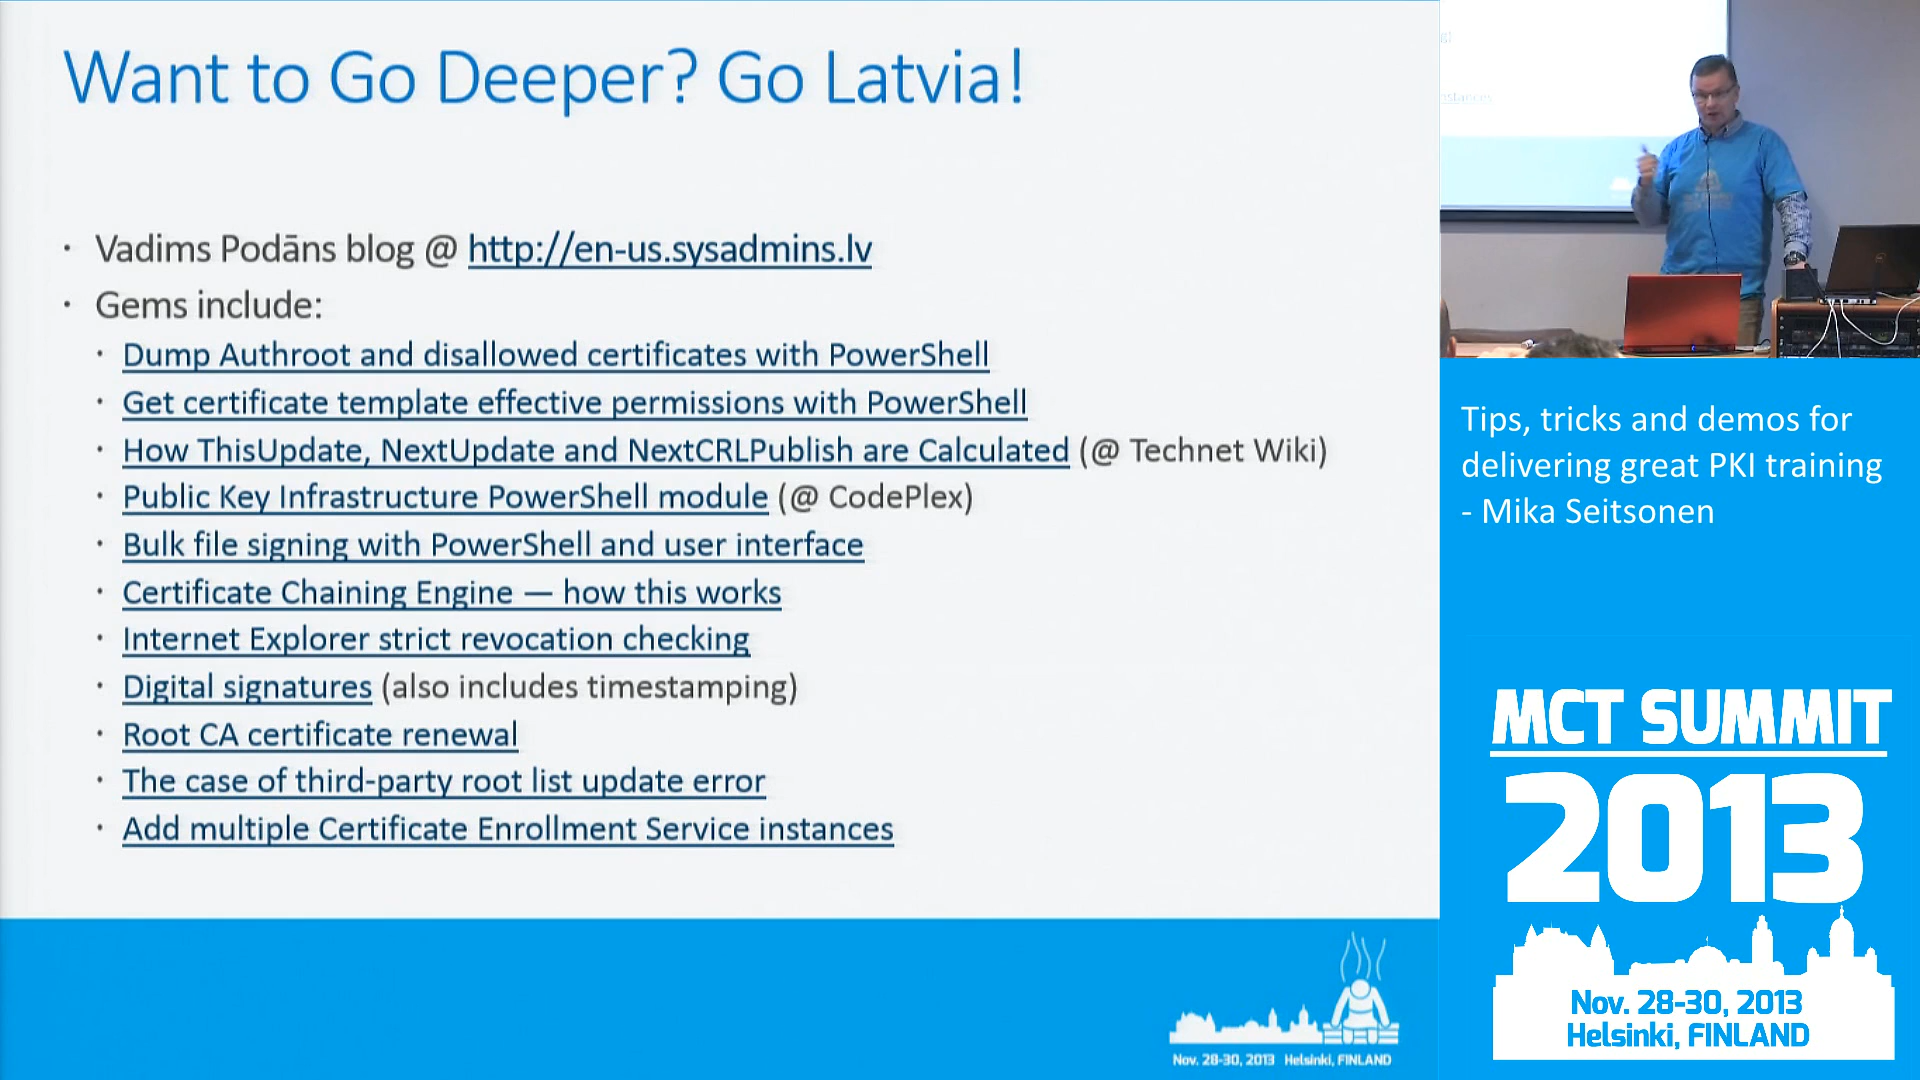 Want to Go Deeper? Go Latvia!
• Vadims Podāns blog @ http://en-us.sysadmins.lv
• Gems include:
• Dump Authroot and disallowed certificates with PowerShell
• Get certificate template effective permissions with PowerShell
• How ThisUpdate, NextUpdate and NextCRLPublish are Calculated (@ Technet Wiki)
• Public Key Infrastructure PowerShell module (@ CodePlex)
• Bulk file signing with PowerShell and user interface
• Certificate Chaining Engine — how this works
• Internet Explorer strict revocation checking
• Digital signatures (also includes timestamping)
• Root CA certificate renewal
• The case of third-party root list update error
• Add multiple Certificate Enrollment Service instances
Nov. 28-30, 2013 Helsinki, FINLAND
Tips, tricks and demos for
delivering great PKI training
- Mika Seitsonen
MCT SUMMIT
2013
Nov. 28-30, 2013
Helsinki, FINLAND